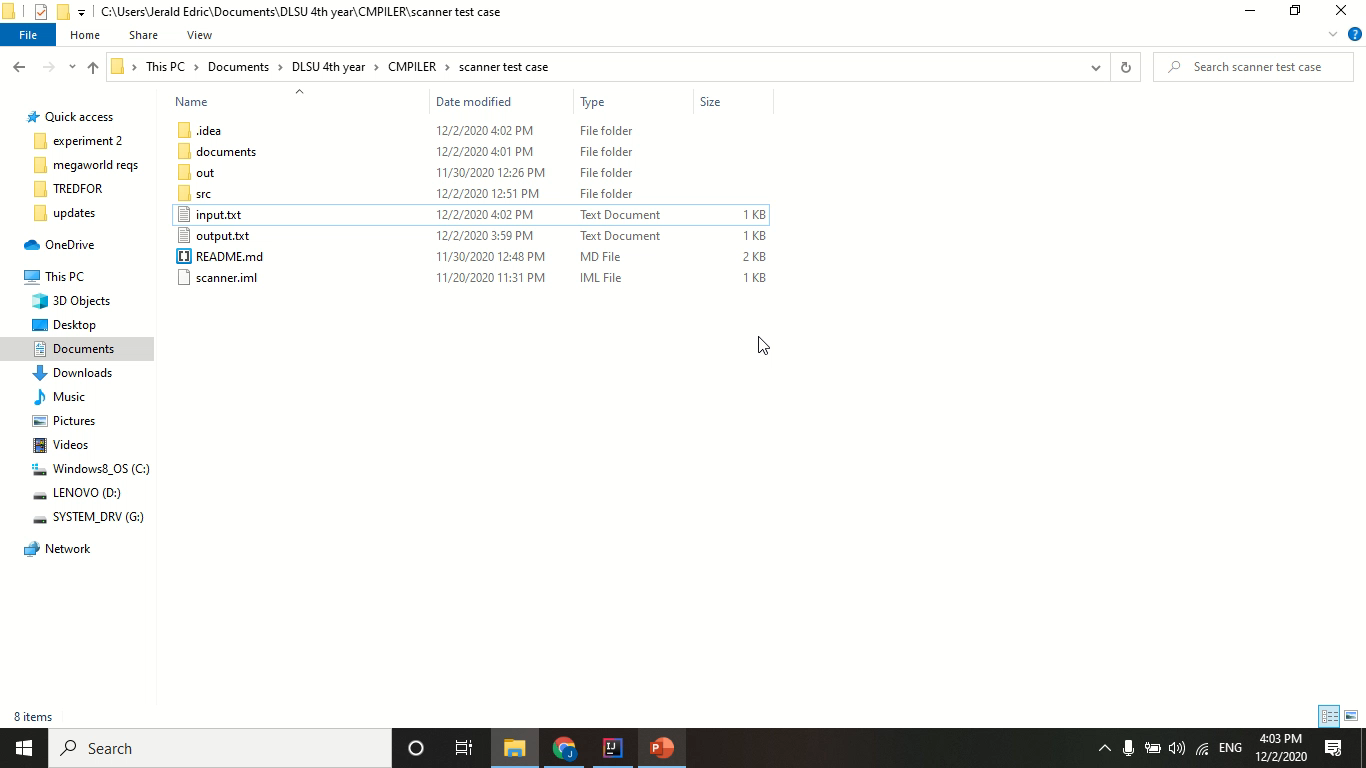 C:\Users\Jerald Edric\Documents\DLSU 4th year\CMPILER\scanner test case
File Home Share View
This PC Documents DLSU 4th year CMPILER scanner test case Search scanner test case
Name Date modified Type Size
Quick access
experiment 2
megaworld reqs
TREDFOR
updates
OneDrive
This PC
3D Objects
Desktop
Documents
Downloads
Music
Pictures
Videos
Windows8_OS (C:)
LENOVO (D:)
SYSTEM_DRV (G:)
Network
.idea 12/2/2020 4:02 PM File folder
documents 12/2/2020 4:01 PM File folder
out 11/30/2020 12:26 PM File folder
src 12/2/2020 12:51 PM File folder
input.txt 12/2/2020 4:02 PM Text Document 1 KB
output.txt 12/2/2020 3:59 PM Text Document 1 KB
README.md 11/30/2020 12:48 PM MD File 2 KB
scanner.iml 11/20/2020 11:31 PM IML File 1 KB
8 items
Search
ENG
4:03 PM
12/2/2020